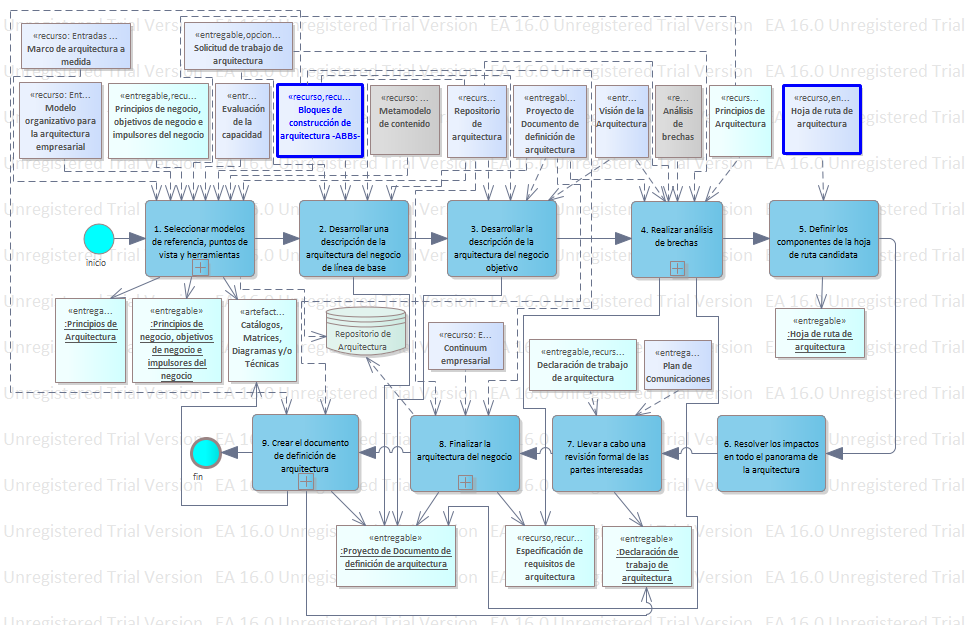 EA 16.0 Unregistered Trial Version
«recurso: Entradas ...
Marco de arquitectura a
medida
«entregable,opcion...
Solicitud de trabajo de
arquitectura
«recurso: Ent...
Modelo
organizativo para
la arquitectura
empresarial
«entregable,recu...
Principios de negocio,
objetivos de negocio e
impulsores del negocio
«entr...
Evaluación
de la
capacidad
«recurso,recu...
Bloques de
construcción de
arquitectura -ABBs-
«recurso: ...
Metamodelo
de contenido
«recurs...
Repositorio
de
arquitectura
«entregabl...
Proyecto de
Documento de
definición de
arquitectura
«entr...
Visión de la
Arquitectura
«re...
Análisis
de
brechas
«recurs...
Principios de
Arquitectura
«recurso,en...
Hoja de ruta de
arquitectura
inicio
1. Seleccionar modelos
de referencia, puntos de
vista y herramientas
2. Desarrollar una
descripción de la
arquitectura del negocio
de línea de base
3. Desarrollar la
descripción de la
arquitectura del negocio
objetivo
4. Realizar análisis
de brechas
5. Definir los
componentes de la hoja
de ruta candidata
«entrega...
:Principios de
Arquitectura
«entregable»
:Principios de
negocio, objetivos
de negocio e
impulsores del
negocio
«artefact...
Catálogos,
Matrices,
Diagramas y/o
Técnicas
Repositorio de
Arquitectura
«recurso: E...
Continuum
empresarial
«entregable,recurs...
Declaración de trabajo
de arquitectura
«entrega...
Plan de
Comunicaciones
«entregable»
:Hoja de ruta de
arquitectura
fin
9. Crear el documento
de definición de
arquitectura
8. Finalizar la
arquitectura del negocio
7. Llevar a cabo una
revisión formal de las
partes interesadas
6. Resolver los impactos
en todo el panorama de
la arquitectura
«entregable»
:Proyecto de Documento de
definición de arquitectura
«recurso,recur...
Especificación de
requisitos de
arquitectura
«entregable»
:Declaración de
trabajo de
arquitectura